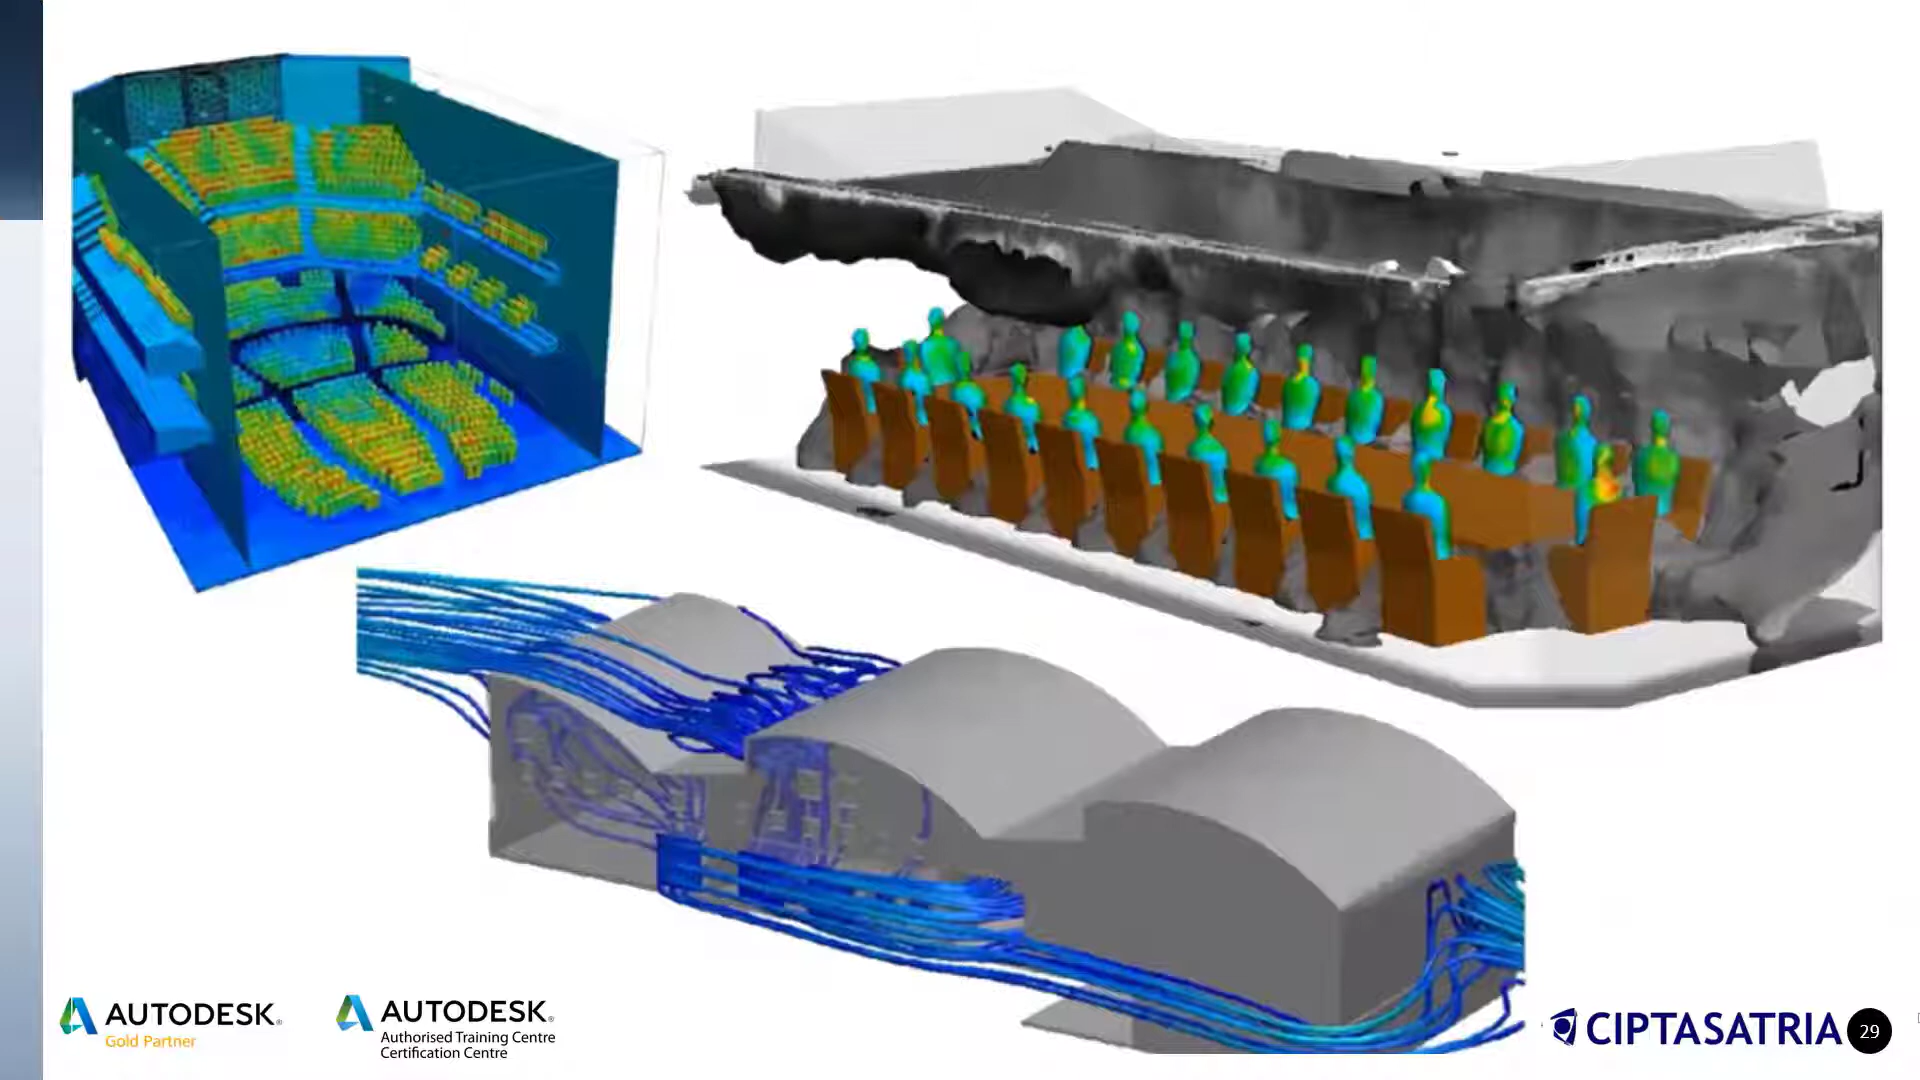 AUTODESK®
Gold Partner
AUTODESK®
Authorised Training Centre
Certification Centre
CIPTASATRIA
29